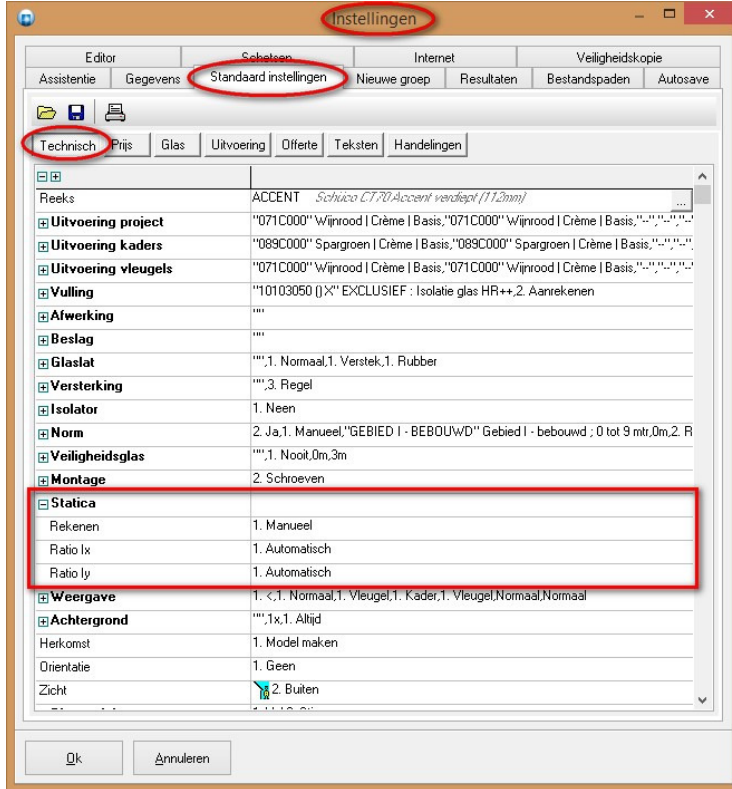 Instellingen
Editor Schetsen Internet Veiligheidskopie
Assistentie Gegevens Standaard instellingen Nieuwe groep Resultaten Bestandspaden Autosave
Technisch Prijs Glas Uitvoering Offerte Teksten Handelingen
Reeks ACCENT Schüco CT70 Accent verdiept (112mm) ...
Uitvoering project "071C000" Wijnrood | Crème | Basis,"071C000" Wijnrood | Crème | Basis,"--","--","--"
Uitvoering kaders "089C000" Spargroen | Crème | Basis,"089C000" Spargroen | Crème | Basis,"--","--",
Uitvoering vleugels "071C000" Wijnrood | Crème | Basis,"071C000" Wijnrood | Crème | Basis,"--","--","--"
Vulling "10103050 () X" EXCLUSIEF : Isolatie glas HR++,2. Aanrekenen
Afwerking ""
Beslag ""
Glaslat "",1. Normaal,1. Verstek,1. Rubber
Versterking "",3. Regel
Isolator 1. Neen
Norm 2. Ja,1. Manueel,"GEBIED I - BEBOUWD" Gebied I - bebouwd ; 0 tot 9 mtr,0m,2. R
Veiligheidsglas "",1. Nooit,0m,3m
Montage 2. Schroeven
Statica
Rekenen 1. Manueel
Ratio Ix 1. Automatisch
Ratio Iy 1. Automatisch
Weergave 1. <,1. Normaal,1. Vleugel,1. Kader,1. Vleugel,Normaal,Normaal
Achtergrond "",1x,1. Altijd
Herkomst 1. Model maken
Orientatie 1. Geen
Zicht 2. Buiten
Ok Annuleren